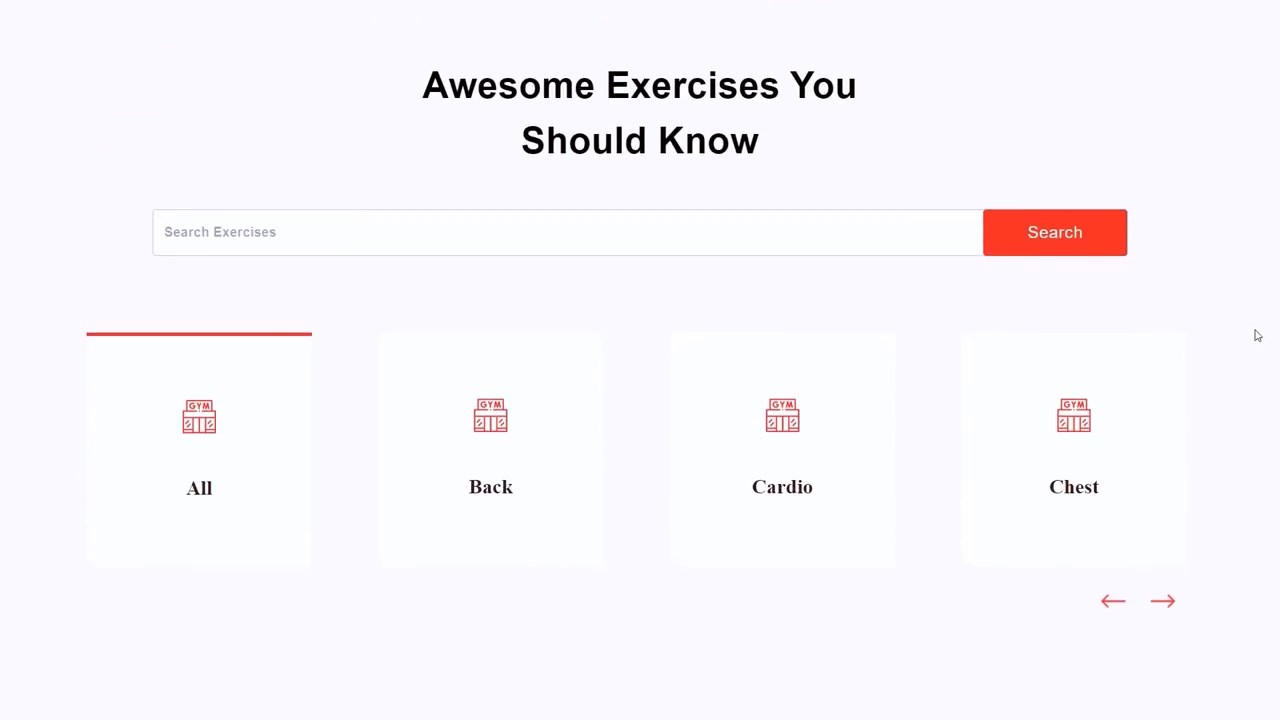 Awesome Exercises You
Should Know
Search Exercises
Search
GYM
GYM
GYM
GYM
All
Back
Cardio
Chest